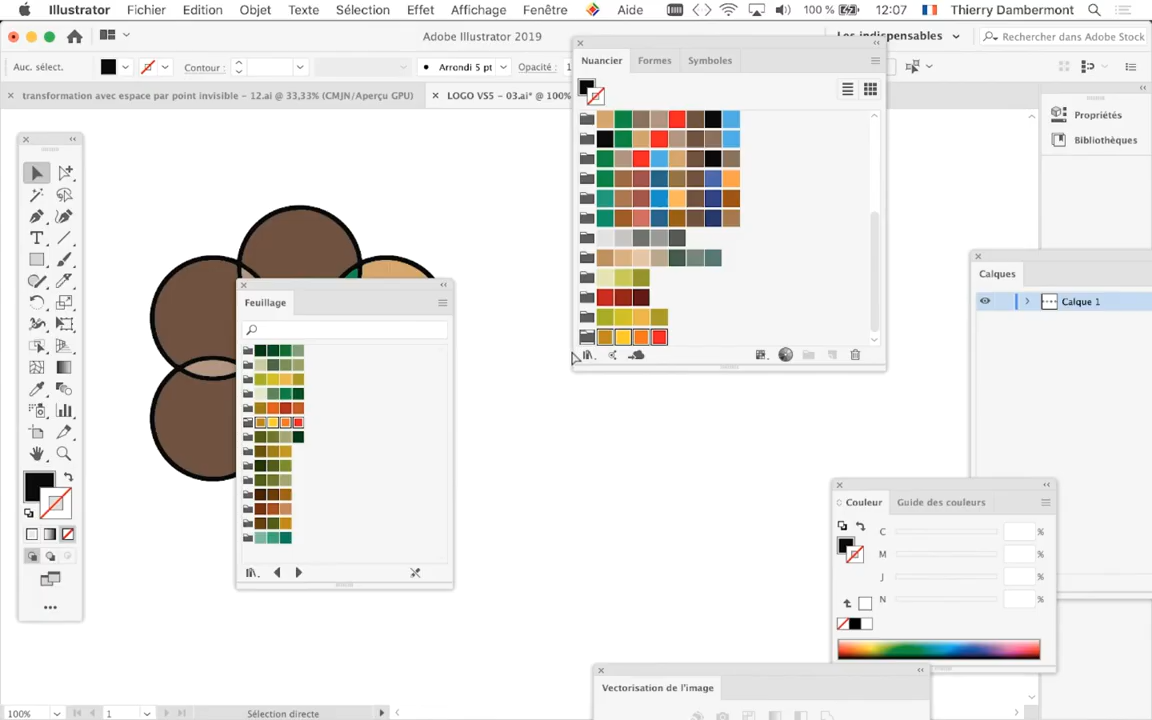 Illustrator Fichier Edition Objet Texte Sélection Effet Affichage Fenêtre Aide 100 % 12:07 Thierry Dambermont
Adobe Illustrator 2019
Les indispensables
Rechercher dans Adobe Stock
Auc. sélect. Contour : Arrondi 5 pt Opacité :
× transformation avec espace par point invisible - 12.ai @ 33,33% (CMJN/Aperçu GPU) × LOGO VS5 - 03.ai* @ 100%
Nuancier Formes Symboles
Propriétés
Bibliothèques
Feuillage
Calques
Calque 1
Couleur Guide des couleurs
C %
M %
J %
N %
Vectorisation de l'image
100% 1 Sélection directe